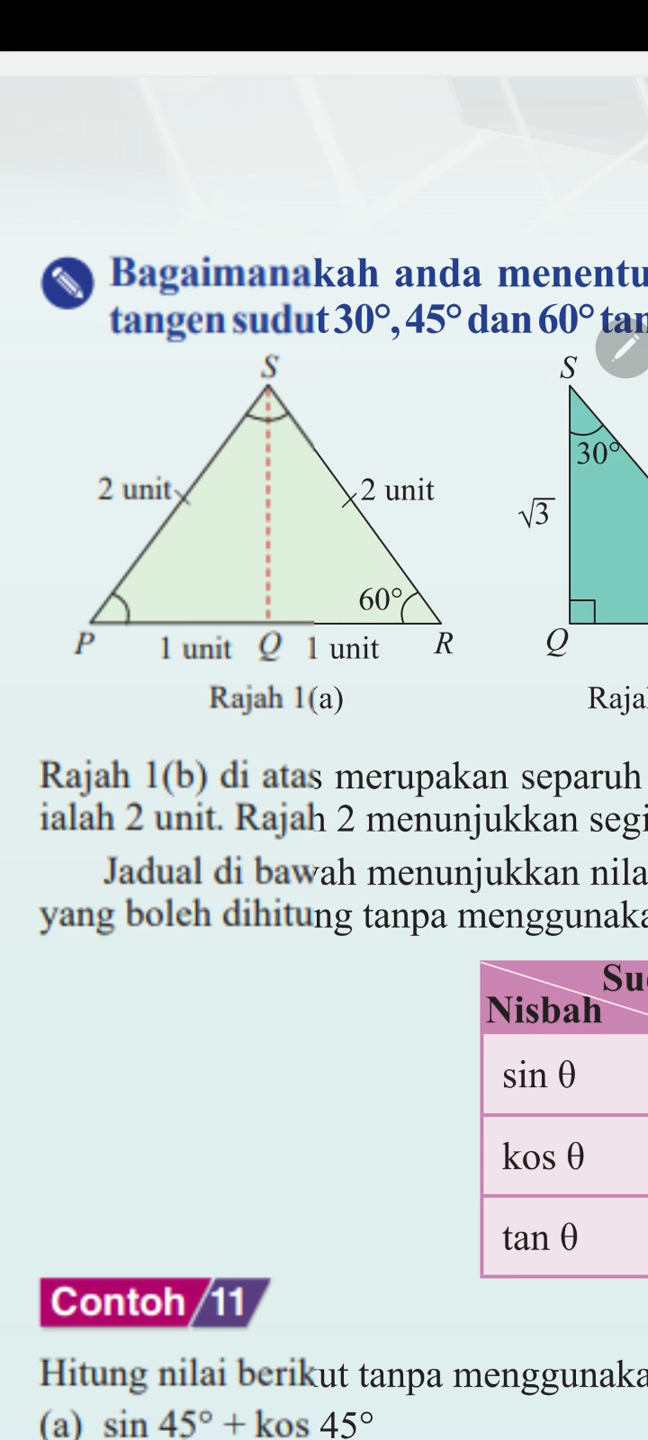 Bagaimanakah anda menentu
tangen sudut 30°, 45° dan 60° tan
S
2 unit
2 unit
60°
P
1 unit
Q
1 unit
R
Rajah 1(a)
S
30°
√3
Q
Raja
Rajah 1(b) di atas merupakan separuh
ialah 2 unit. Rajah 2 menunjukkan segi
Jadual di bawah menunjukkan nila
yang boleh dihitung tanpa menggunaka
Su
Nisbah
sin θ
kos θ
tan θ
Contoh 11
Hitung nilai berikut tanpa menggunaka
(a) sin 45° + kos 45°